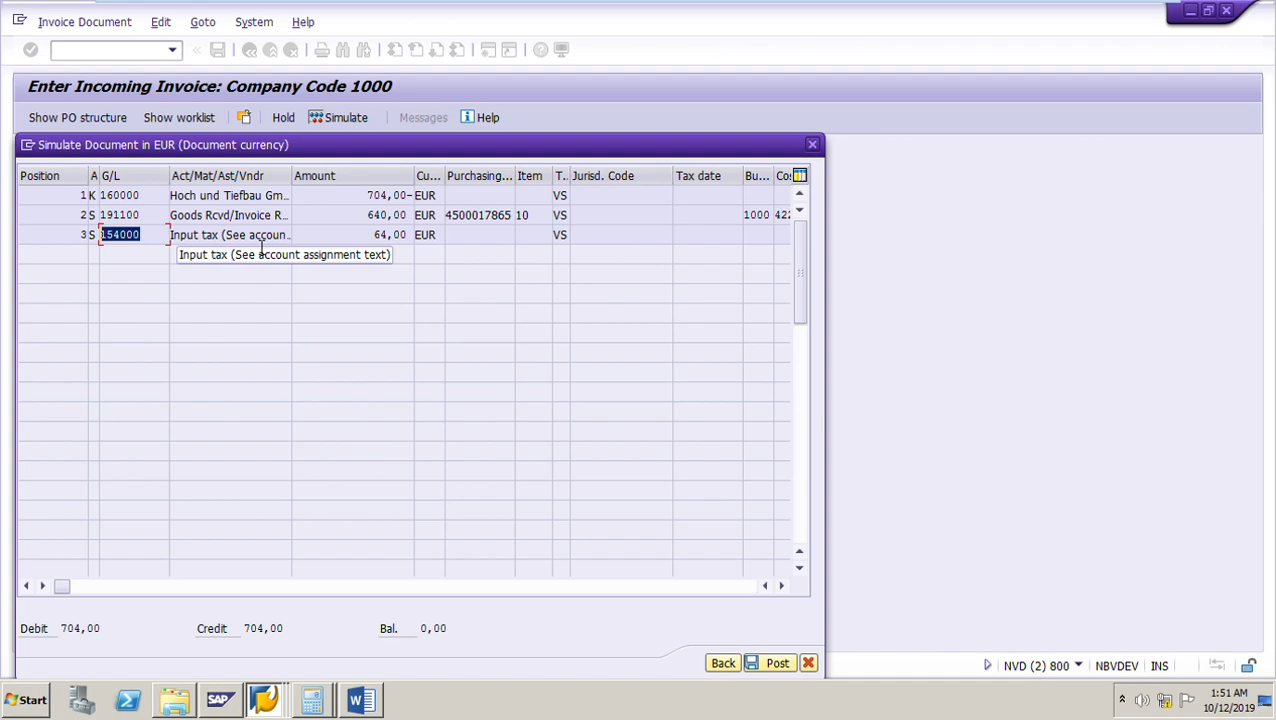 Invoice Document Edit Goto System Help
Enter Incoming Invoice: Company Code 1000
Show PO structure Show worklist Hold Simulate Messages Help
Simulate Document in EUR (Document currency)
Position A G/L Act/Mat/Ast/Vndr Amount Cu... Purchasing... Item T.. Jurisd. Code Tax date Bu... Co
1 K 160000 Hoch und Tiefbau Gm... 704,00- EUR VS
2 S 191100 Goods Rcvd/Invoice R... 640,00 EUR 4500017865 10 VS 1000 422
3 S 154000 Input tax (See accoun... 64,00 EUR VS
Input tax (See account assignment text)
Debit 704,00 Credit 704,00 Bal. 0,00
Back Post
NVD (2) 800 NBVDEV INS
Start SAP W 1:51 AM
10/12/2019